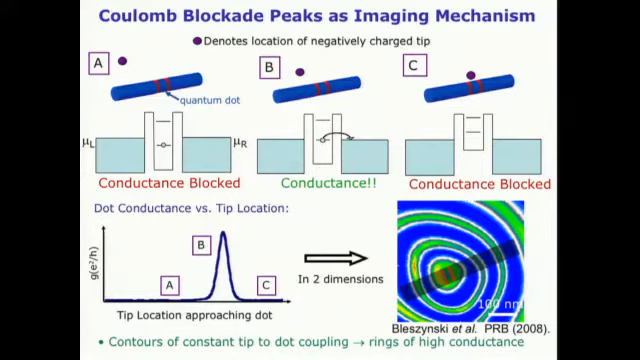 Coulomb Blockade Peaks as Imaging Mechanism
Denotes location of negatively charged tip
A
B
C
quantum dot
μL
μR
Conductance Blocked
Conductance!!
Conductance Blocked
Dot Conductance vs. Tip Location:
g(e²/h)
B
A
C
Tip Location approaching dot
In 2 dimensions
100 nm
Bleszynski et al. PRB (2008).
• Contours of constant tip to dot coupling → rings of high conductance